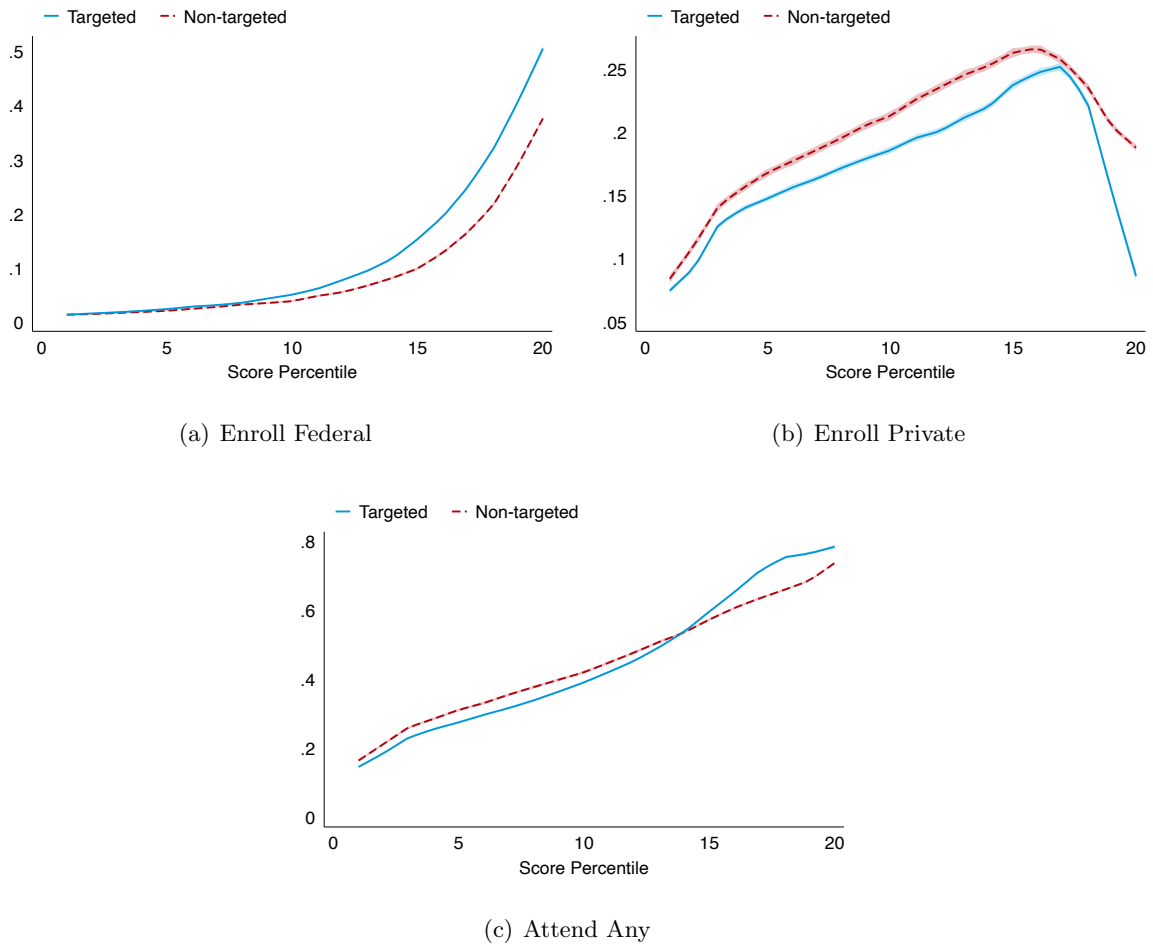 Targeted Non-targeted
.5
.4
.3
.2
.1
0
0 5 10 15 20
Score Percentile
(a) Enroll Federal
Targeted Non-targeted
.25
.2
.15
.1
.05
0 5 10 15 20
Score Percentile
(b) Enroll Private
Targeted Non-targeted
.8
.6
.4
.2
0
0 5 10 15 20
Score Percentile
(c) Attend Any